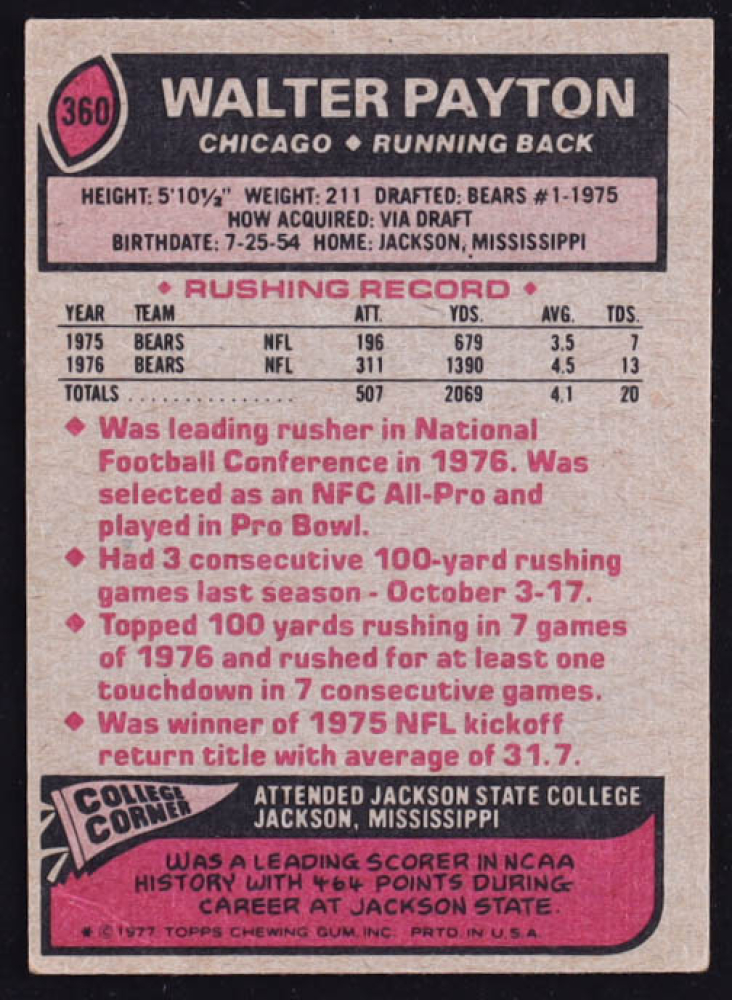 360
WALTER PAYTON
CHICAGO ◆ RUNNING BACK
HEIGHT: 5'10½" WEIGHT: 211 DRAFTED: BEARS #1-1975
HOW ACQUIRED: VIA DRAFT
BIRTHDATE: 7-25-54 HOME: JACKSON, MISSISSIPPI
◆ RUSHING RECORD ◆
YEAR TEAM ATT. YDS. AVG. TDS.
1975 BEARS NFL 196 679 3.5 7
1976 BEARS NFL 311 1390 4.5 13
TOTALS . . . . . . . . . . . . . . . 507 2069 4.1 20
◆ Was leading rusher in National
Football Conference in 1976. Was
selected as an NFC All-Pro and
played in Pro Bowl.
◆ Had 3 consecutive 100-yard rushing
games last season - October 3-17.
◆ Topped 100 yards rushing in 7 games
of 1976 and rushed for at least one
touchdown in 7 consecutive games.
◆ Was winner of 1975 NFL kickoff
return title with average of 31.7.
COLLEGE
CORNER
ATTENDED JACKSON STATE COLLEGE
JACKSON, MISSISSIPPI
WAS A LEADING SCORER IN NCAA
HISTORY WITH 464 POINTS DURING
CAREER AT JACKSON STATE.
* © 1977 TOPPS CHEWING GUM, INC. PRTD. IN U.S.A.